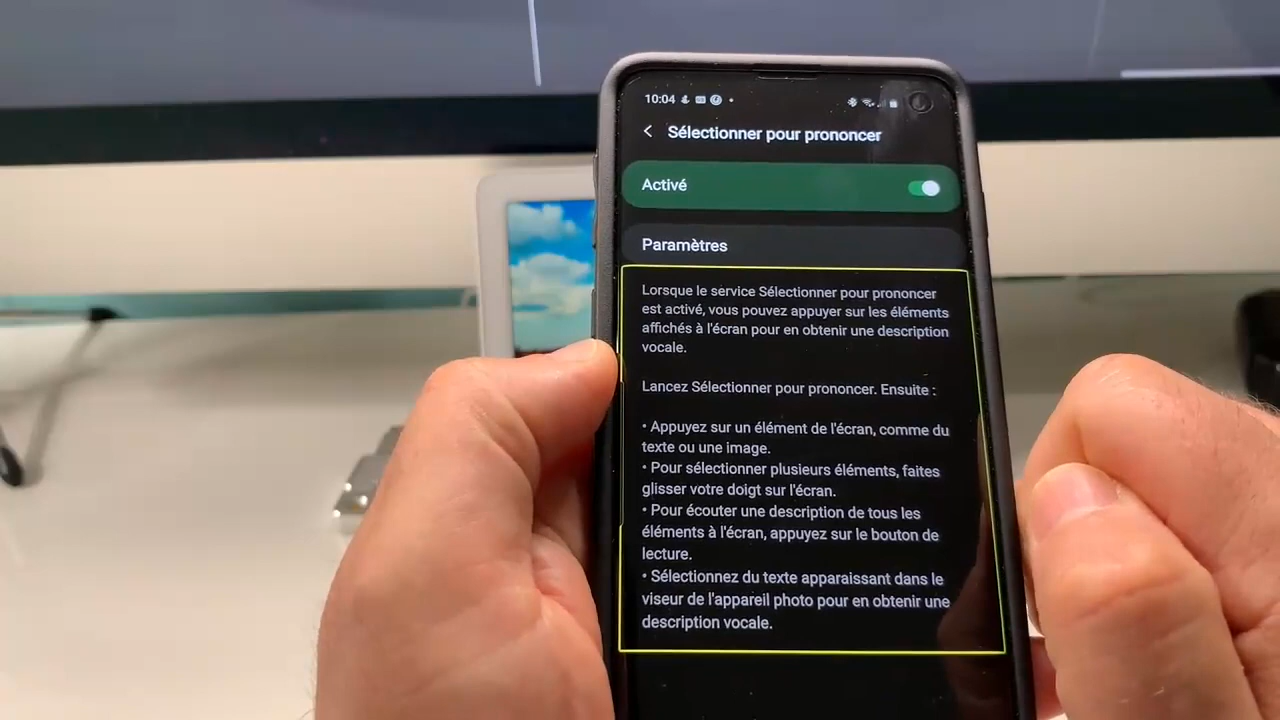 10:04
Sélectionner pour prononcer
Activé
Paramètres
Lorsque le service Sélectionner pour prononcer
est activé, vous pouvez appuyer sur les éléments
affichés à l'écran pour en obtenir une description
vocale.
Lancez Sélectionner pour prononcer. Ensuite :
• Appuyez sur un élément de l'écran, comme du
texte ou une image.
• Pour sélectionner plusieurs éléments, faites
glisser votre doigt sur l'écran.
• Pour écouter une description de tous les
éléments à l'écran, appuyez sur le bouton de
lecture.
• Sélectionnez du texte apparaissant dans le
viseur de l'appareil photo pour en obtenir une
description vocale.